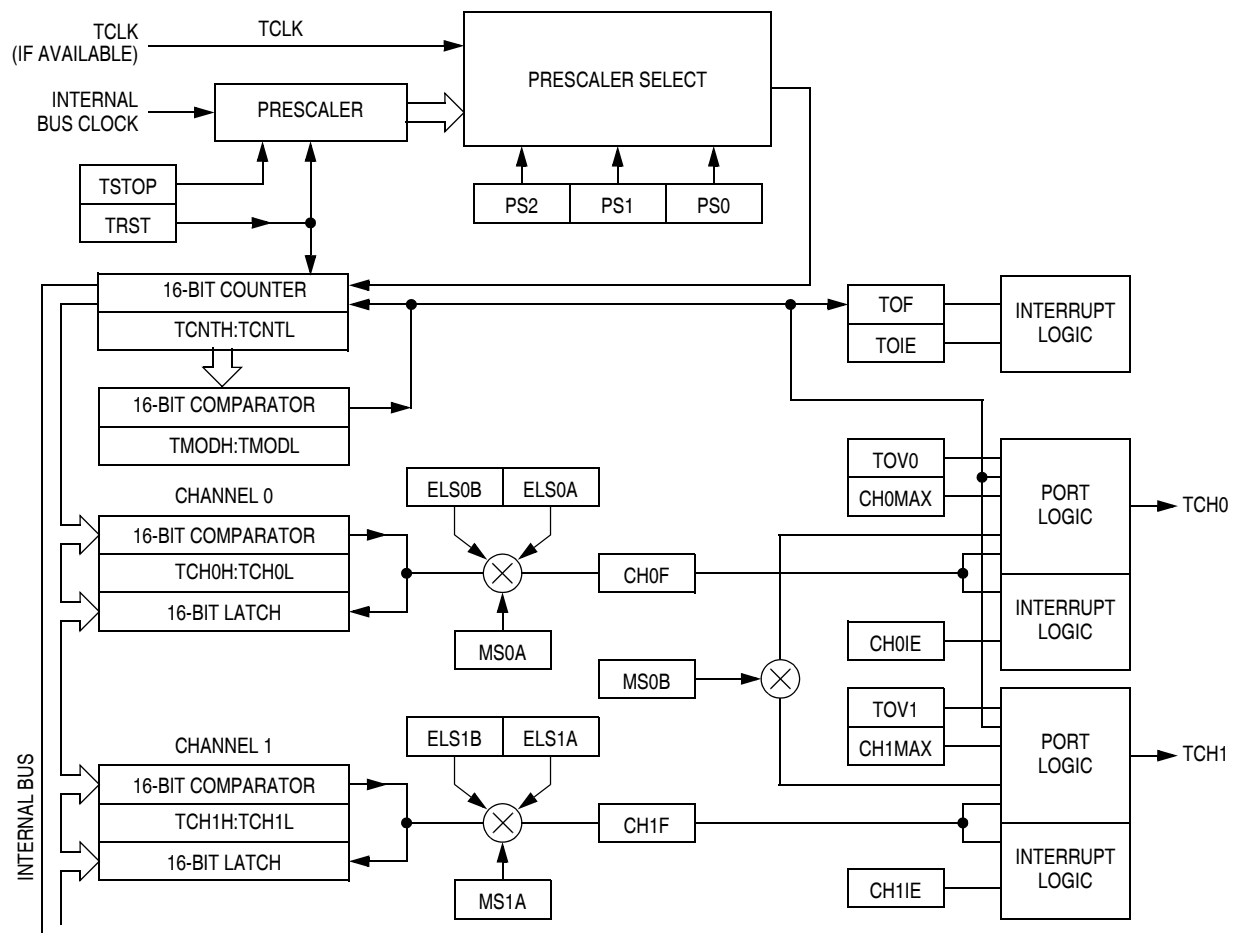 TCLK
(IF AVAILABLE)
TCLK
PRESCALER SELECT
INTERNAL
BUS CLOCK
PRESCALER
TSTOP
TRST
PS2 PS1 PS0
16-BIT COUNTER
TCNTH:TCNTL
TOF
TOIE
INTERRUPT
LOGIC
16-BIT COMPARATOR
TMODH:TMODL
CHANNEL 0
16-BIT COMPARATOR
TCH0H:TCH0L
16-BIT LATCH
ELS0B ELS0A
MS0A
CH0F
TOV0
CH0MAX
PORT
LOGIC
TCH0
INTERRUPT
LOGIC
CH0IE
MS0B
CHANNEL 1
16-BIT COMPARATOR
TCH1H:TCH1L
16-BIT LATCH
ELS1B ELS1A
MS1A
CH1F
TOV1
CH1MAX
PORT
LOGIC
TCH1
INTERRUPT
LOGIC
CH1IE
INTERNAL BUS